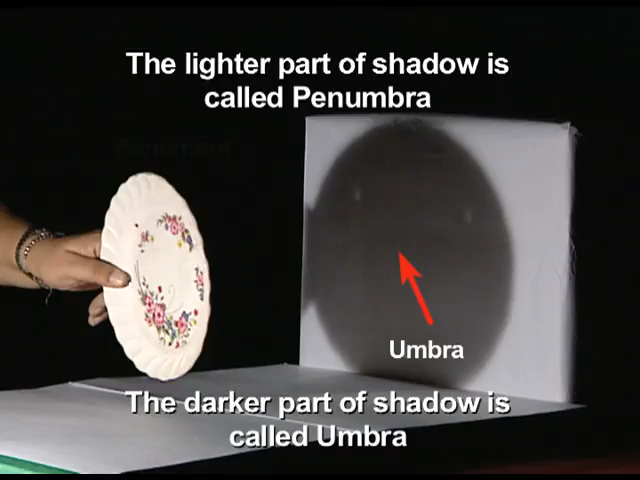 The lighter part of shadow is
called Penumbra
Umbra
The darker part of shadow is
called Umbra